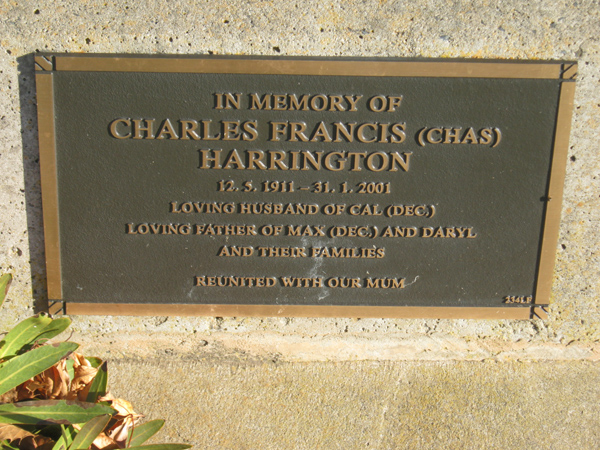 IN MEMORY OF
CHARLES FRANCIS (CHAS)
HARRINGTON
12. 5. 1911 – 31. 1. 2001
LOVING HUSBAND OF CAL (DEC.)
LOVING FATHER OF MAX (DEC.) AND DARYL
AND THEIR FAMILIES
REUNITED WITH OUR MUM